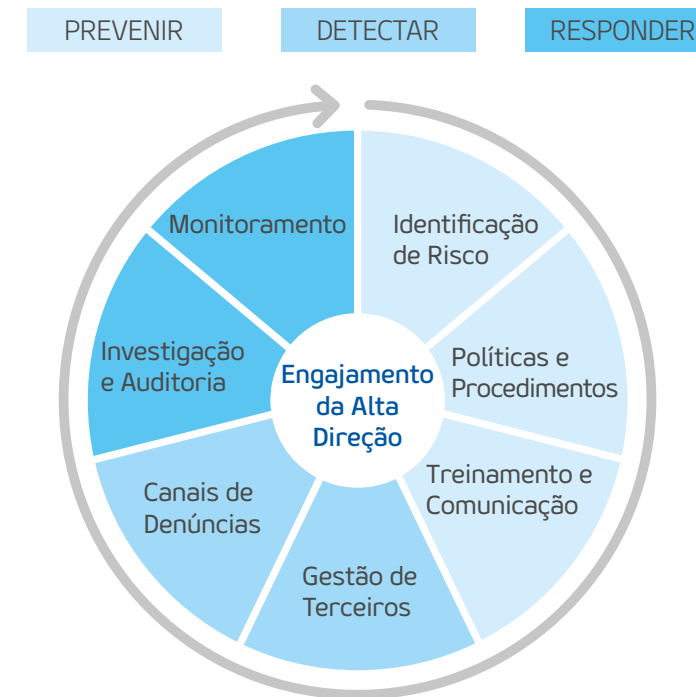 PREVENIR
DETECTAR
RESPONDER
Identificação
de Risco
Políticas e
Procedimentos
Treinamento e
Comunicação
Gestão de
Terceiros
Canais de
Denúncias
Investigação
e Auditoria
Monitoramento
Engajamento
da Alta
Direção